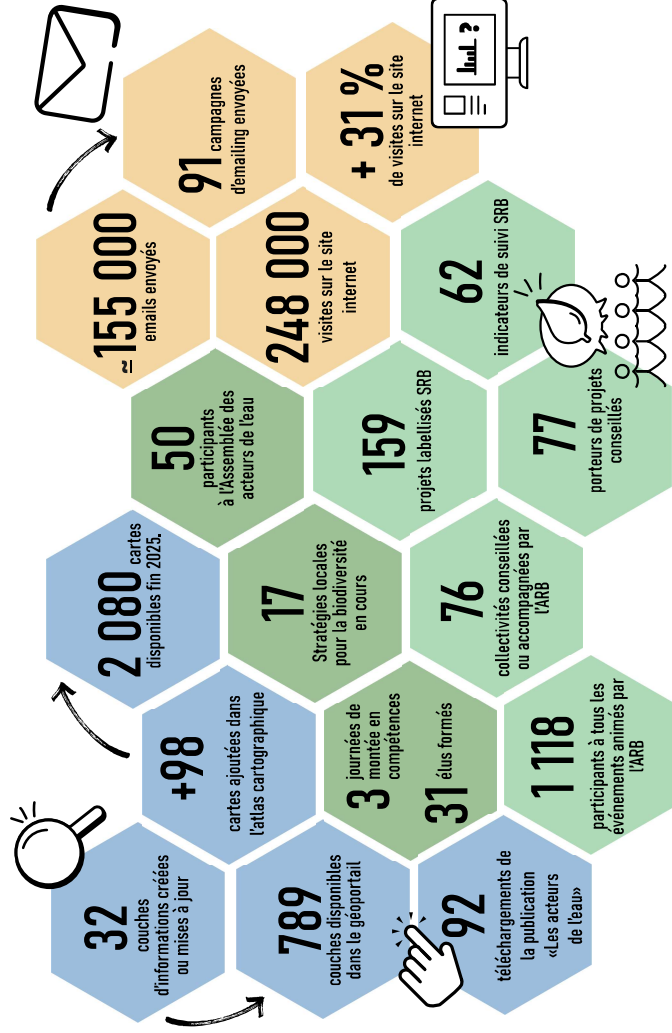 32
couches
d'informations créées
ou mises à jour
789
couches disponibles
dans le géoportail
92
téléchargements de
la publication
«Les acteurs
de l'eau»
+98
cartes ajoutées dans
l'atlas cartographique
3 journées de
montée en
compétences
31 élus formés
1 118
participants à tous les
événements animés par
l'ARB
2 080 cartes
disponibles fin 2025.
17
Stratégies locales
pour la biodiversité
en cours
76
collectivités conseillées
ou accompagnées par
l'ARB
50
participants
à l'Assemblée des
acteurs de l'eau
159
projets labellisés SRB
77
porteurs de projets
conseillés
≃155 000
emails envoyés
248 000
visites sur le site
internet
62
indicateurs de suivi SRB
91 campagnes
d'emailing envoyées
+ 31 %
de visites sur le site
internet
?